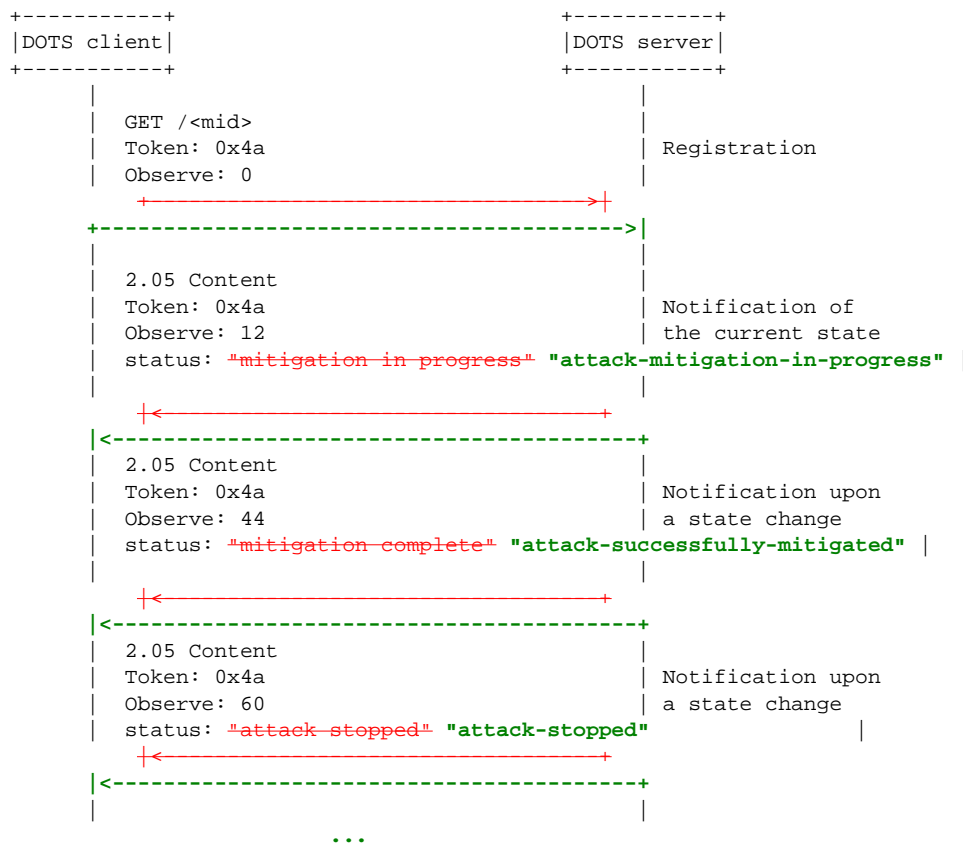 +-----------+                              +-----------+
|DOTS client|                              |DOTS server|
+-----------+                              +-----------+
|                                          |
| GET /<mid>                               |
| Token: 0x4a                              | Registration
| Observe: 0                               |
+----------------------------------->|
+----------------------------------------->|
|                                          |
| 2.05 Content                             |
| Token: 0x4a                              | Notification of
| Observe: 12                              | the current state
| status: "mitigation in progress" "attack-mitigation-in-progress" |
|                                          |
|<----------------------------------+
|<-----------------------------------------+
| 2.05 Content                             |
| Token: 0x4a                              | Notification upon
| Observe: 44                              | a state change
| status: "mitigation complete" "attack-successfully-mitigated" |
|                                          |
|<----------------------------------+
|<-----------------------------------------+
| 2.05 Content                             |
| Token: 0x4a                              | Notification upon
| Observe: 60                              | a state change
| status: "attack stopped" "attack-stopped" |
|<----------------------------------+
|<-----------------------------------------+
|                                          |
...